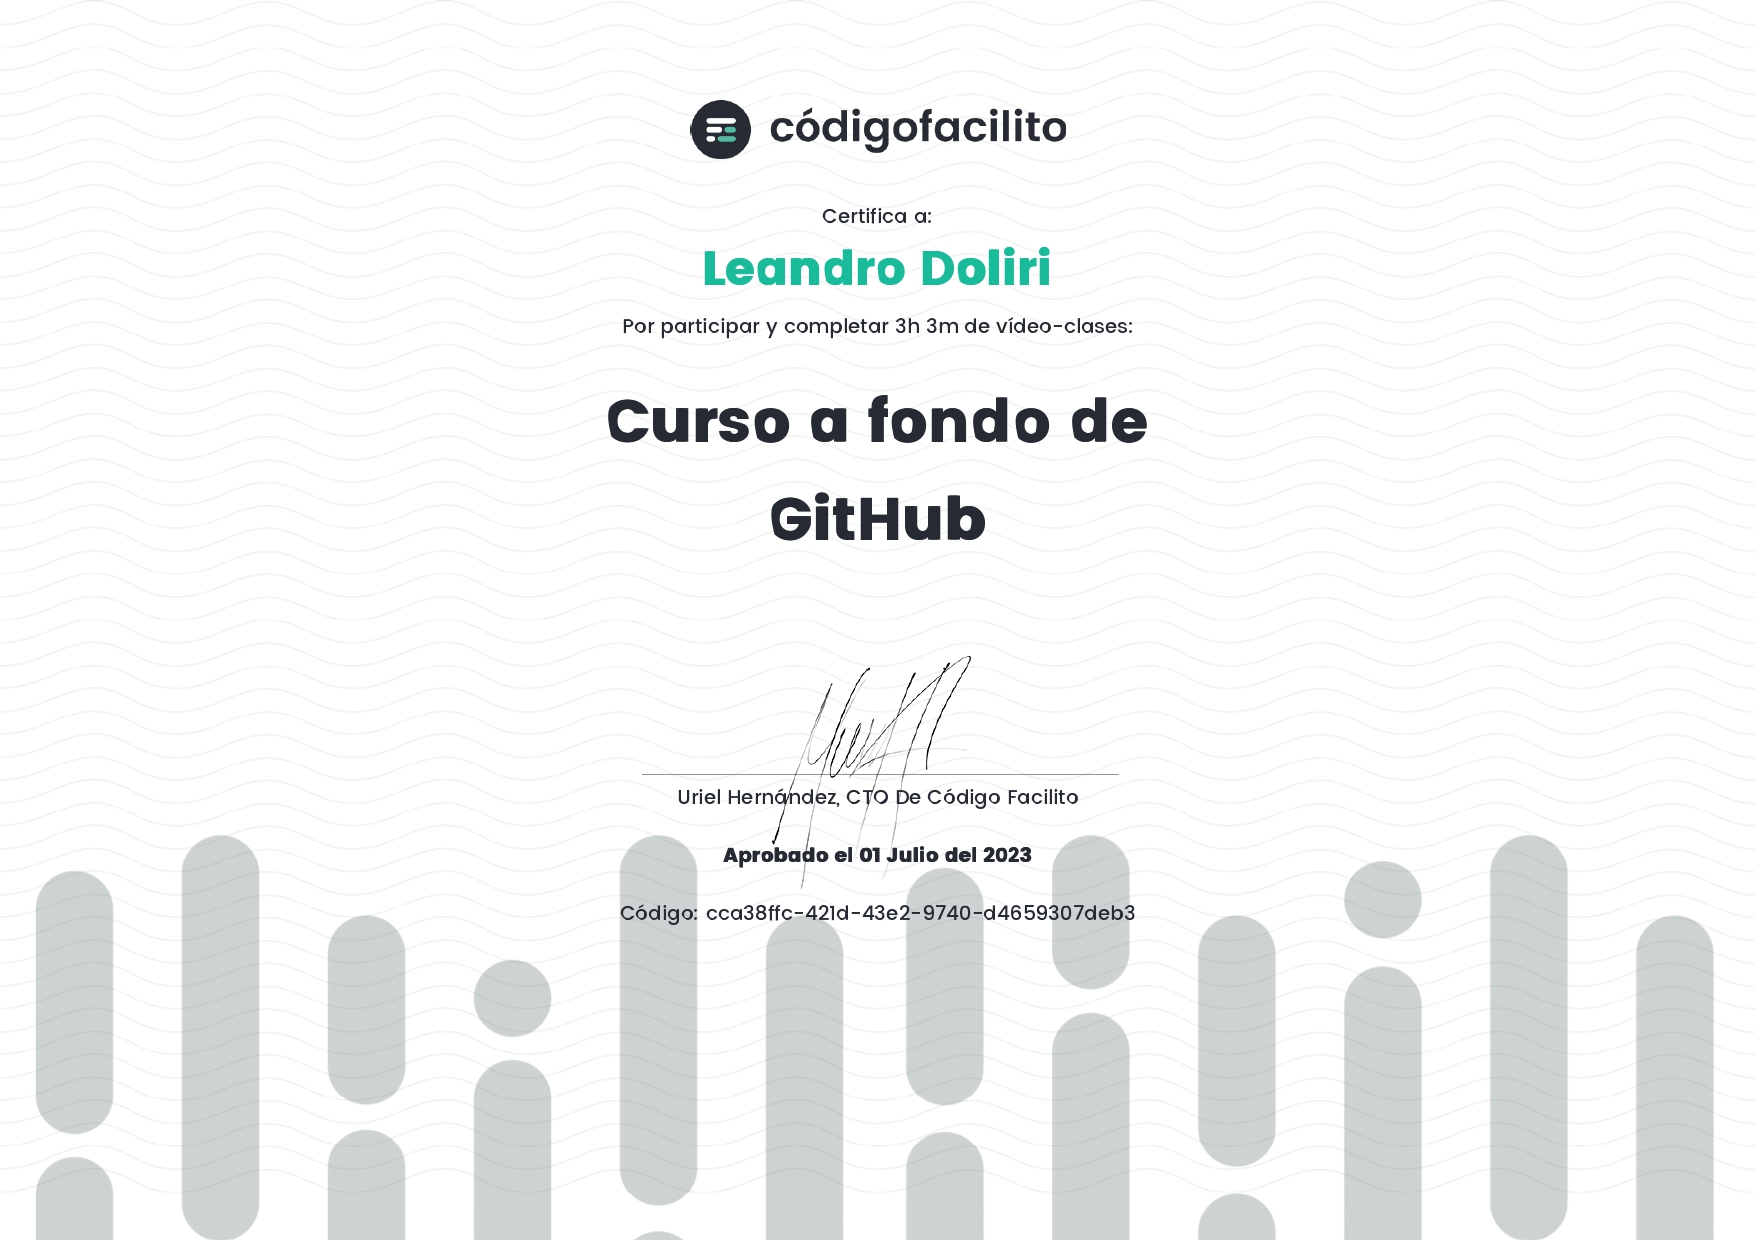 códigofacilito
Certifica a:
Leandro Doliri
Por participar y completar 3h 3m de vídeo-clases:
Curso a fondo de
GitHub
Uriel Hernández, CTO De Código Facilito
Aprobado el 01 Julio del 2023
Código: cca38ffc-421d-43e2-9740-d4659307deb3